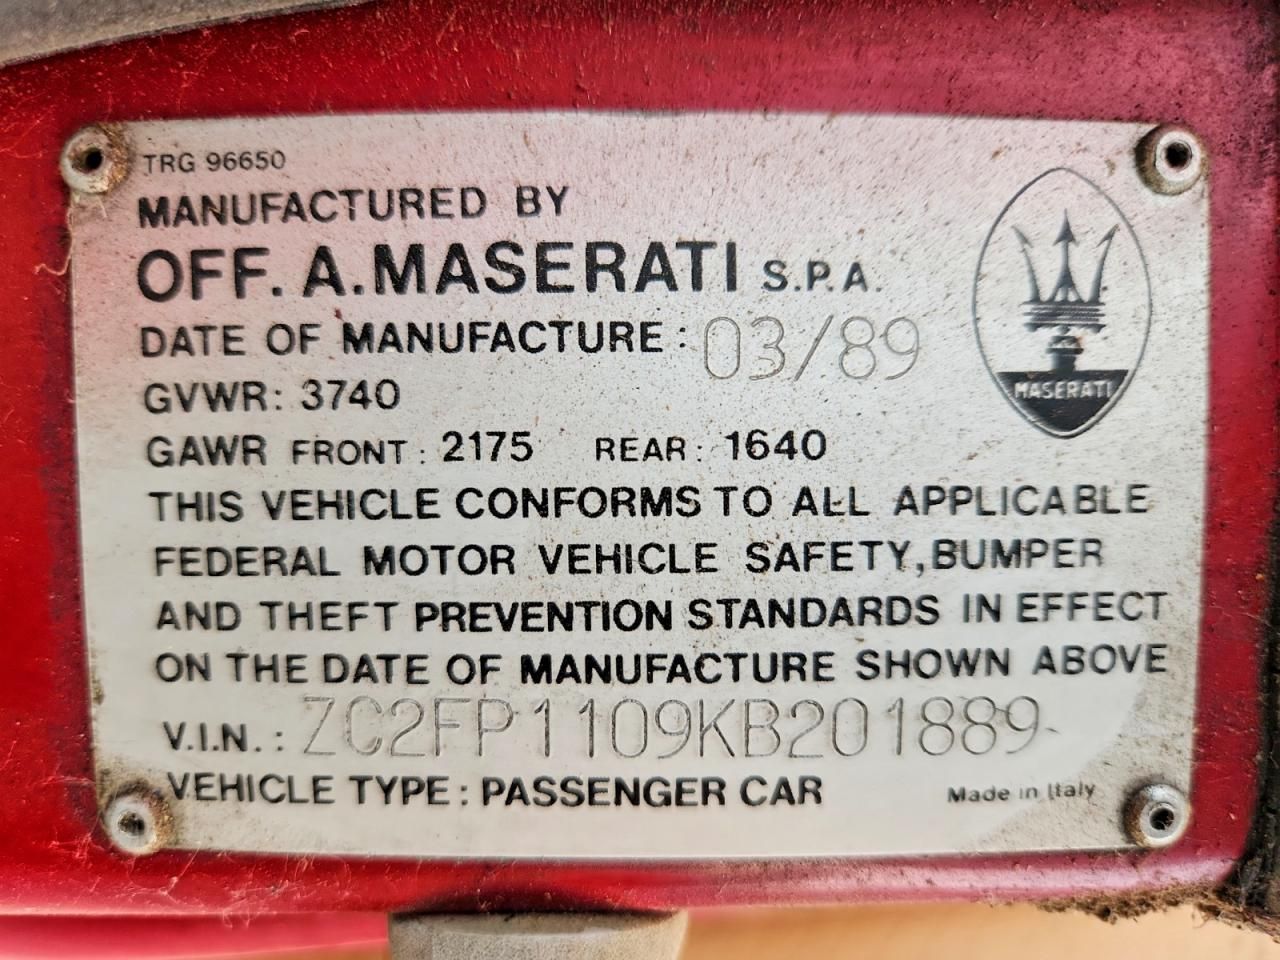 TRG 96650
MANUFACTURED BY
OFF. A. MASERATI S.P.A.
DATE OF MANUFACTURE : 03/89
GVWR: 3740
GAWR FRONT : 2175 REAR : 1640
THIS VEHICLE CONFORMS TO ALL APPLICABLE
FEDERAL MOTOR VEHICLE SAFETY, BUMPER
AND THEFT PREVENTION STANDARDS IN EFFECT
ON THE DATE OF MANUFACTURE SHOWN ABOVE
V.I.N. : ZC2FP1109KB201889
VEHICLE TYPE : PASSENGER CAR
Made in Italy
MASERATI